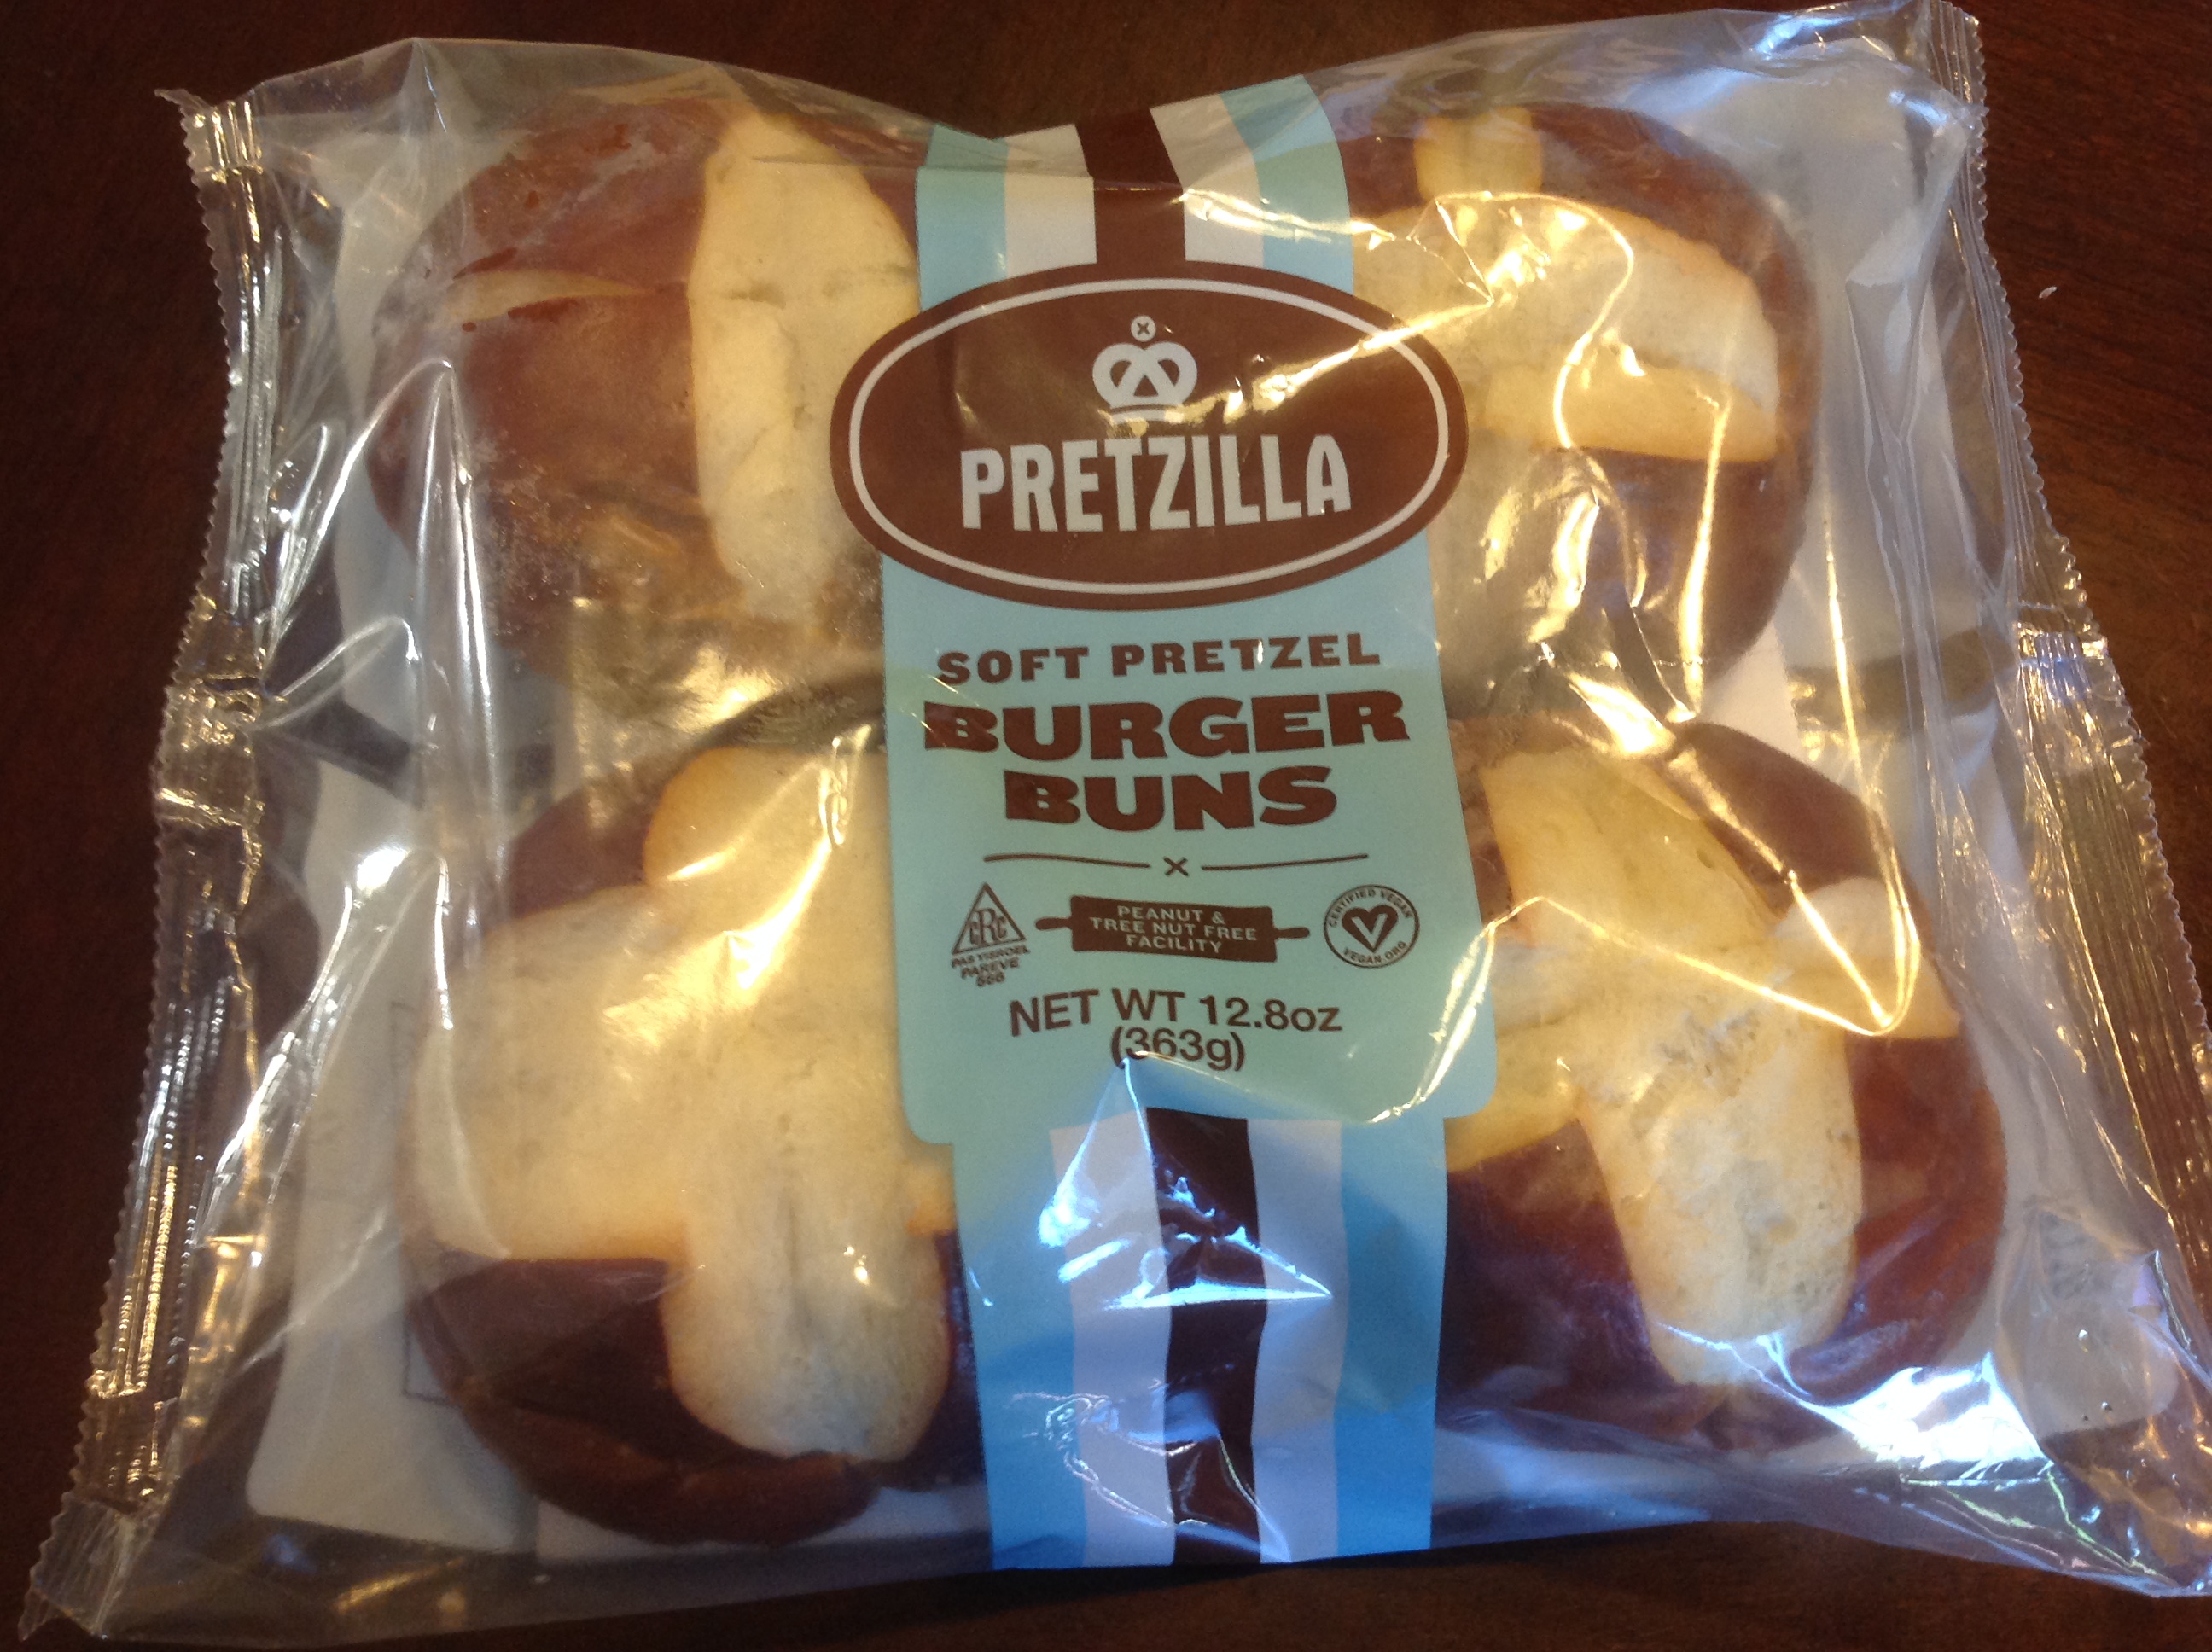 PRETZILLA
SOFT PRETZEL
BURGER
BUNS
cRc
PAS YISROEL
PAREVE
PEANUT &
TREE NUT FREE
FACILITY
CERTIFIED VEGAN
VEGAN.ORG
NET WT 12.8oz
(363g)